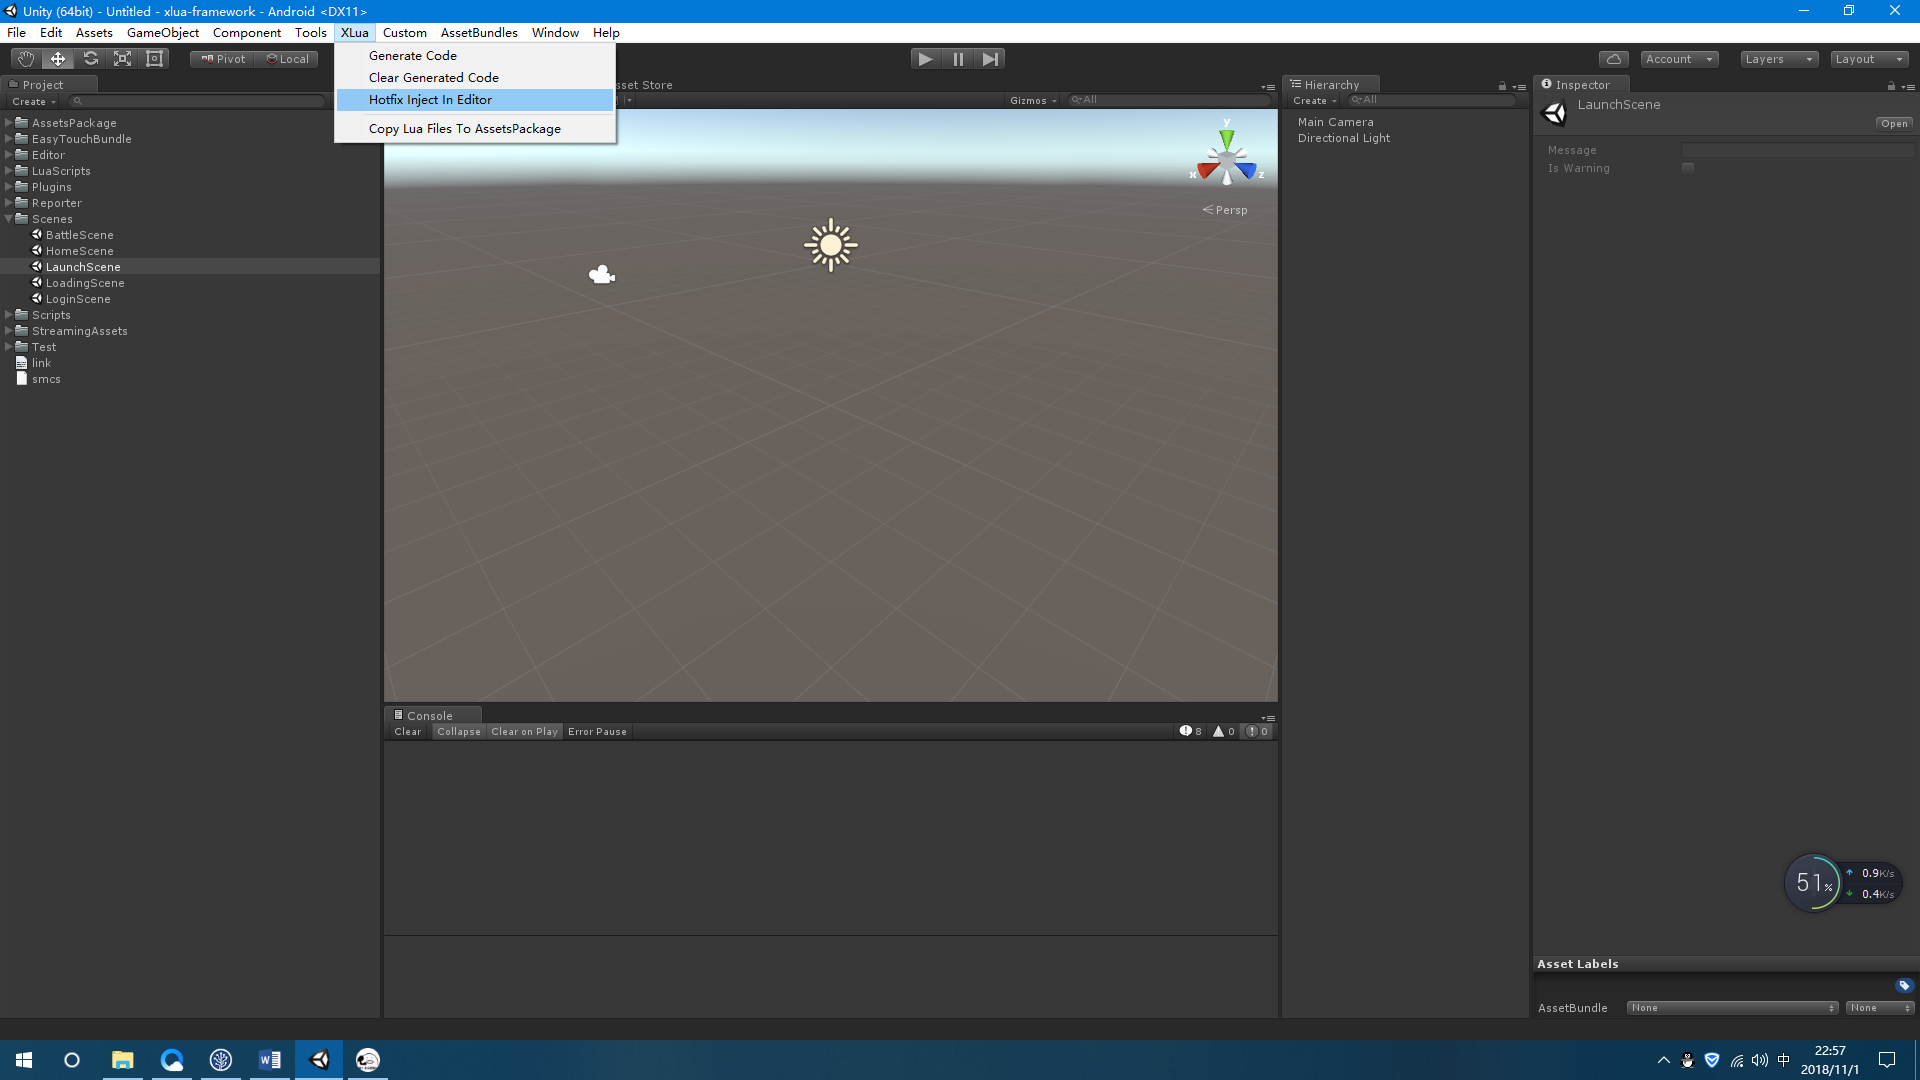 Unity (64bit) - Untitled - xlua-framework - Android <DX11>
File Edit Assets GameObject Component Tools XLua Custom AssetBundles Window Help
Pivot Local
Account Layers Layout
Generate Code
Clear Generated Code
Hotfix Inject In Editor
Copy Lua Files To AssetsPackage
Project
Create
AssetsPackage
EasyTouchBundle
Editor
LuaScripts
Plugins
Reporter
Scenes
BattleScene
HomeScene
LaunchScene
LoadingScene
LoginScene
Scripts
StreamingAssets
Test
link
smcs
sset Store
Gizmos All
y
x z
Persp
Console
Clear Collapse Clear on Play Error Pause 8 0 0
Hierarchy
Create All
Main Camera
Directional Light
Inspector
LaunchScene
Open
Message
Is Warning
51% 0.9K/s
0.4K/s
Asset Labels
AssetBundle None None
中
22:57
2018/11/1